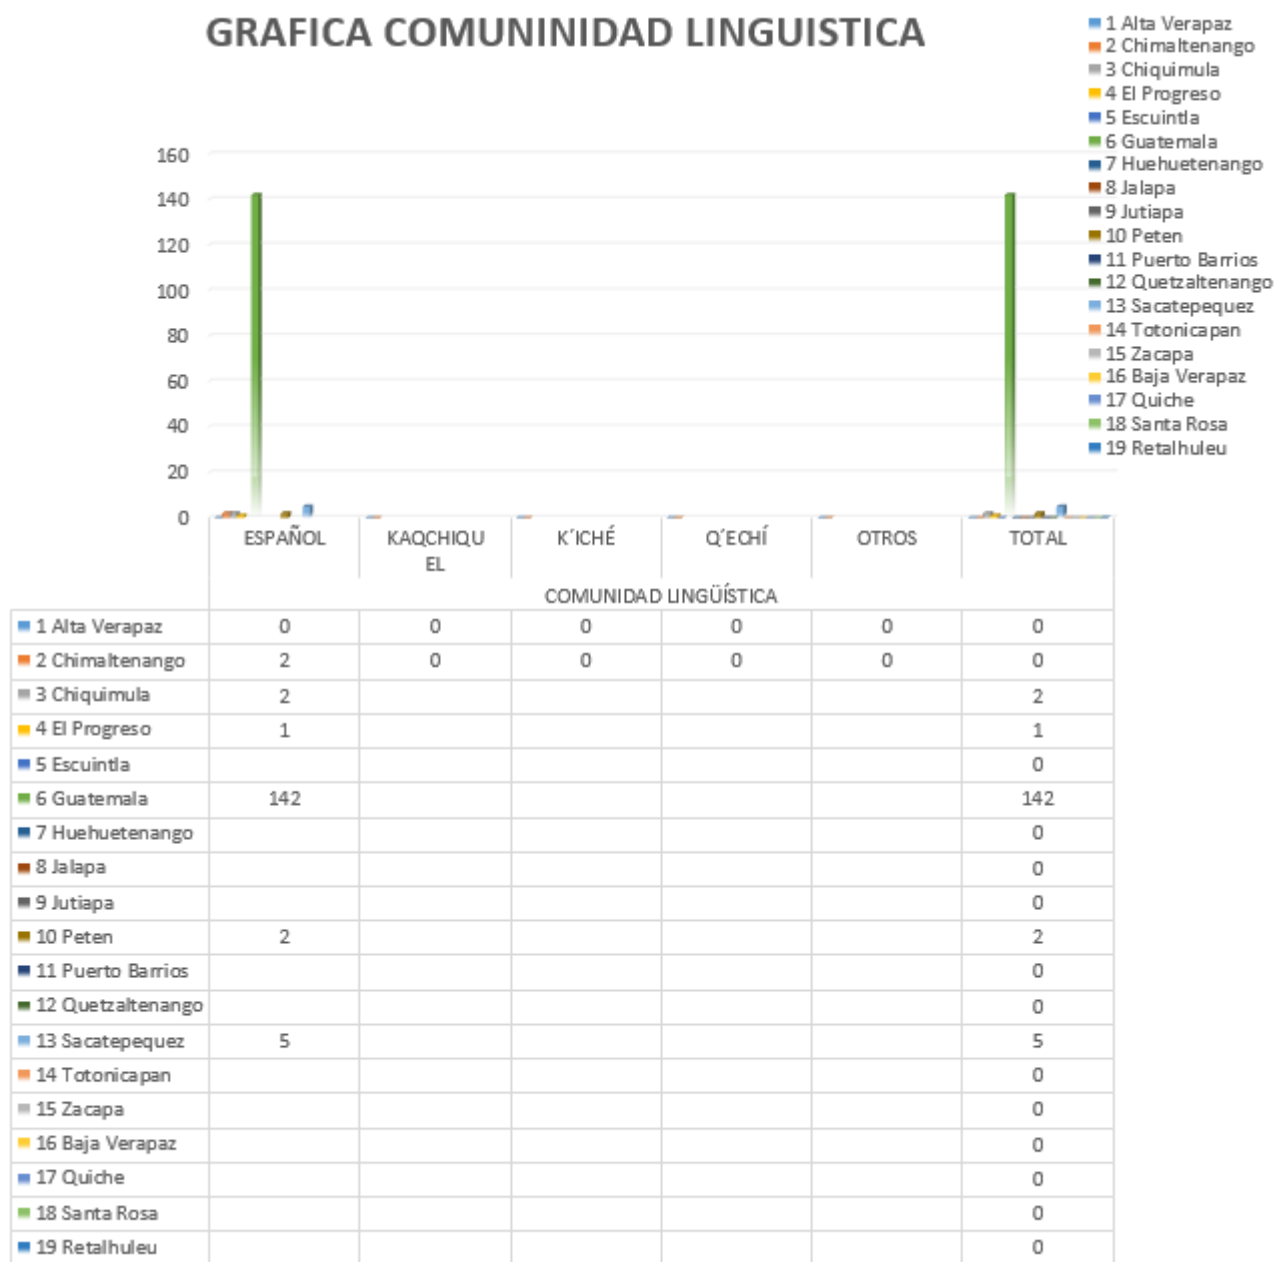 GRAFICA COMUNINIDAD LINGUISTICA
1 Alta Verapaz
2 Chimaltenango
3 Chiquimula
4 El Progreso
5 Escuintla
6 Guatemala
7 Huehuetenango
8 Jalapa
9 Jutiapa
10 Peten
11 Puerto Barrios
12 Quetzaltenango
13 Sacatepequez
14 Totonicapan
15 Zacapa
16 Baja Verapaz
17 Quiche
18 Santa Rosa
19 Retalhuleu
160
140
120
100
80
60
40
20
0
ESPAÑOL KAQCHIQU K´ICHÉ Q´ECHÍ OTROS TOTAL
EL
COMUNIDAD LINGÜÍSTICA
1 Alta Verapaz 0 0 0 0 0 0
2 Chimaltenango 2 0 0 0 0 0
3 Chiquimula 2 2
4 El Progreso 1 1
5 Escuintla 0
6 Guatemala 142 142
7 Huehuetenango 0
8 Jalapa 0
9 Jutiapa 0
10 Peten 2 2
11 Puerto Barrios 0
12 Quetzaltenango 0
13 Sacatepequez 5 5
14 Totonicapan 0
15 Zacapa 0
16 Baja Verapaz 0
17 Quiche 0
18 Santa Rosa 0
19 Retalhuleu 0